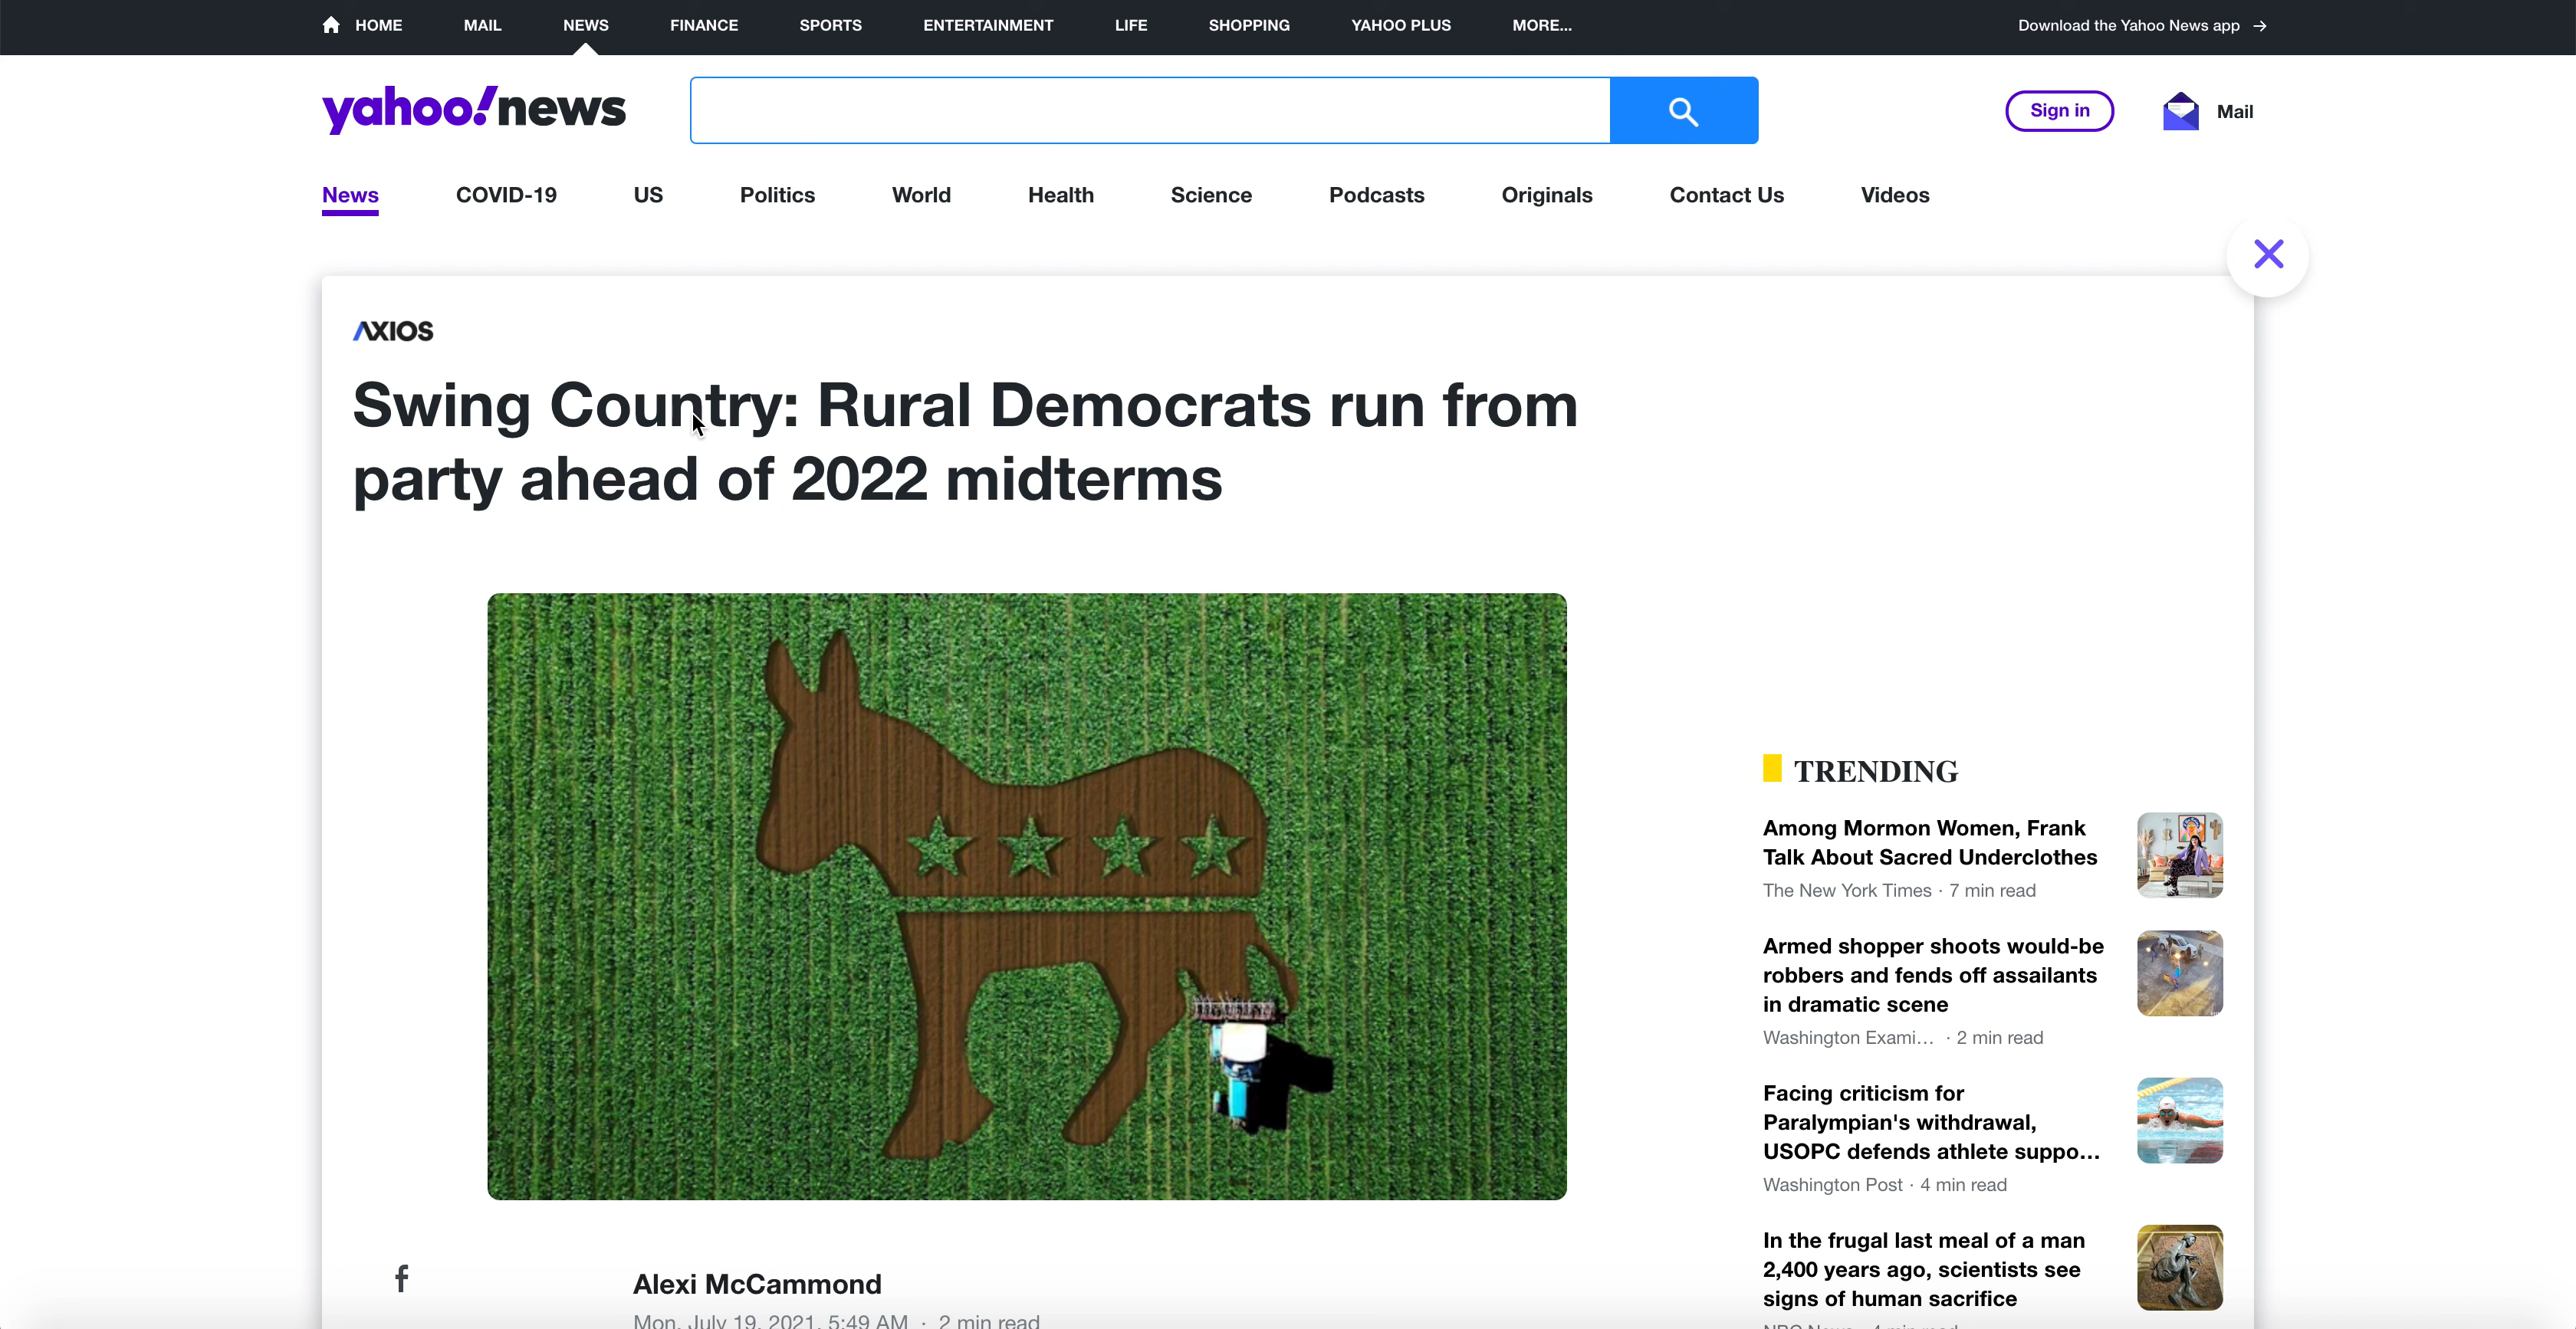 HOME MAIL NEWS FINANCE SPORTS ENTERTAINMENT LIFE SHOPPING YAHOO PLUS MORE... Download the Yahoo News app →
yahoo!news
Sign in
Mail
News COVID-19 US Politics World Health Science Podcasts Originals Contact Us Videos
AXIOS
Swing Country: Rural Democrats run from
party ahead of 2022 midterms
TRENDING
Among Mormon Women, Frank
Talk About Sacred Underclothes
The New York Times · 7 min read
Armed shopper shoots would-be
robbers and fends off assailants
in dramatic scene
Washington Exami... · 2 min read
Facing criticism for
Paralympian's withdrawal,
USOPC defends athlete suppo...
Washington Post · 4 min read
In the frugal last meal of a man
2,400 years ago, scientists see
signs of human sacrifice
NBC News · 4 min read
Alexi McCammond
Mon, July 19, 2021, 5:49 AM · 2 min read